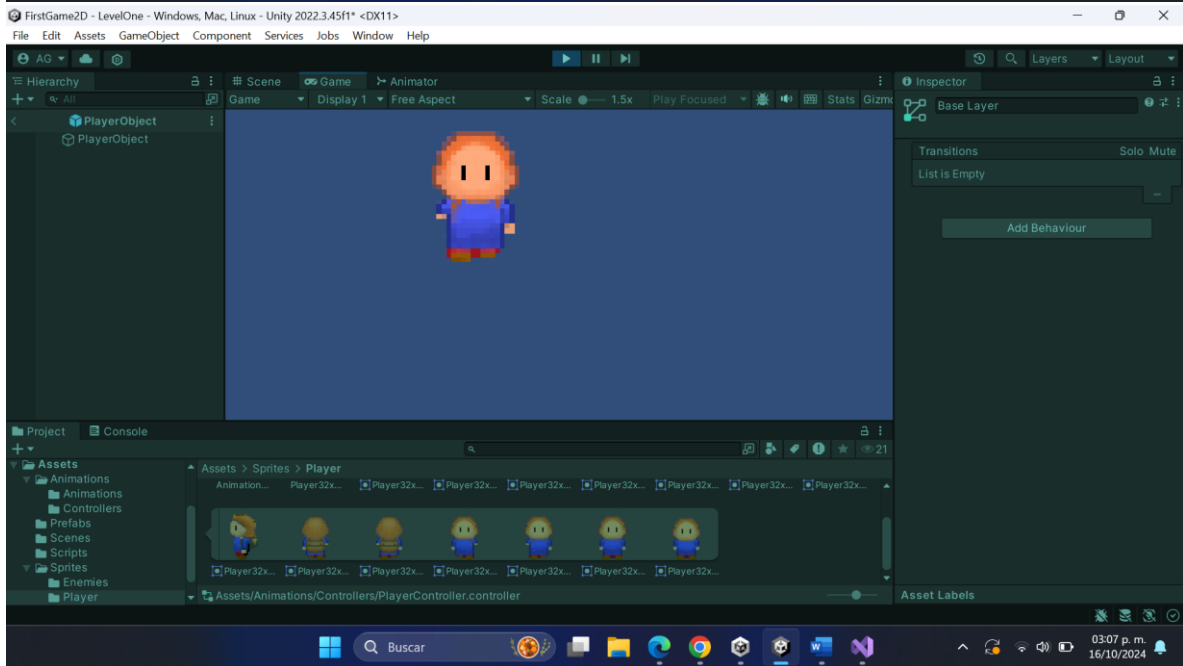 FirstGame2D - LevelOne - Windows, Mac, Linux - Unity 2022.3.45f1* <DX11>
File Edit Assets GameObject Component Services Jobs Window Help
AG Layers Layout
Hierarchy # Scene Game Animator Inspector
All Game Display 1 Free Aspect Scale 1.5x Play Focused Stats Gizmo Base Layer
PlayerObject
PlayerObject
Transitions Solo Mute
List is Empty
Add Behaviour
Project Console
21
Assets Assets > Sprites > Player
Animations Animation... Player32x... Player32x... Player32x... Player32x... Player32x... Player32x... Player32x... Player32x...
Animations
Controllers
Prefabs
Scenes
Scripts
Sprites
Enemies Player32x... Player32x... Player32x... Player32x... Player32x... Player32x... Player32x...
Player Assets/Animations/Controllers/PlayerController.controller Asset Labels
Buscar
03:07 p. m.
16/10/2024